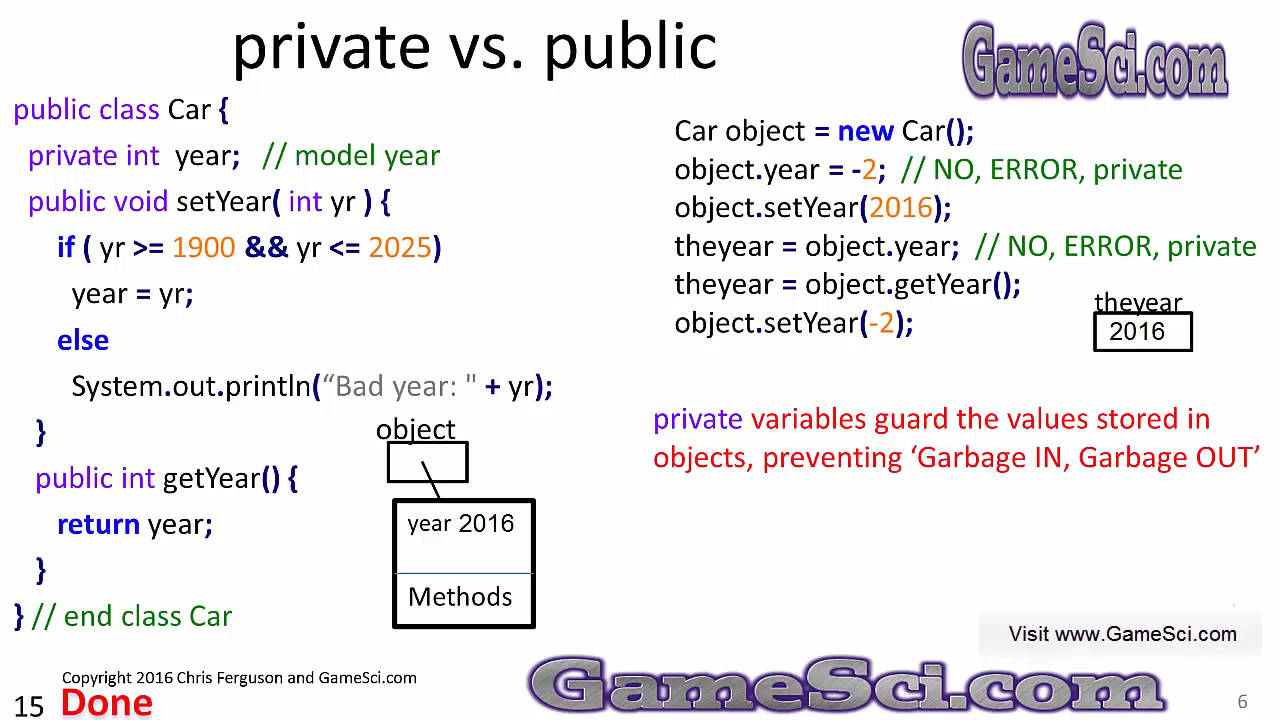 private vs. public
GameSci.com
public class Car {
private int year; // model year
public void setYear( int yr ) {
if ( yr >= 1900 && yr <= 2025)
year = yr;
else
System.out.println(“Bad year: " + yr);
}
public int getYear() {
return year;
}
} // end class Car
object
year 2016
Methods
Car object = new Car();
object.year = -2; // NO, ERROR, private
object.setYear(2016);
theyear = object.year; // NO, ERROR, private
theyear = object.getYear();
object.setYear(-2);
theyear
2016
private variables guard the values stored in
objects, preventing ‘Garbage IN, Garbage OUT’
Visit www.GameSci.com
Copyright 2016 Chris Ferguson and GameSci.com
15 Done
GameSci.com
6